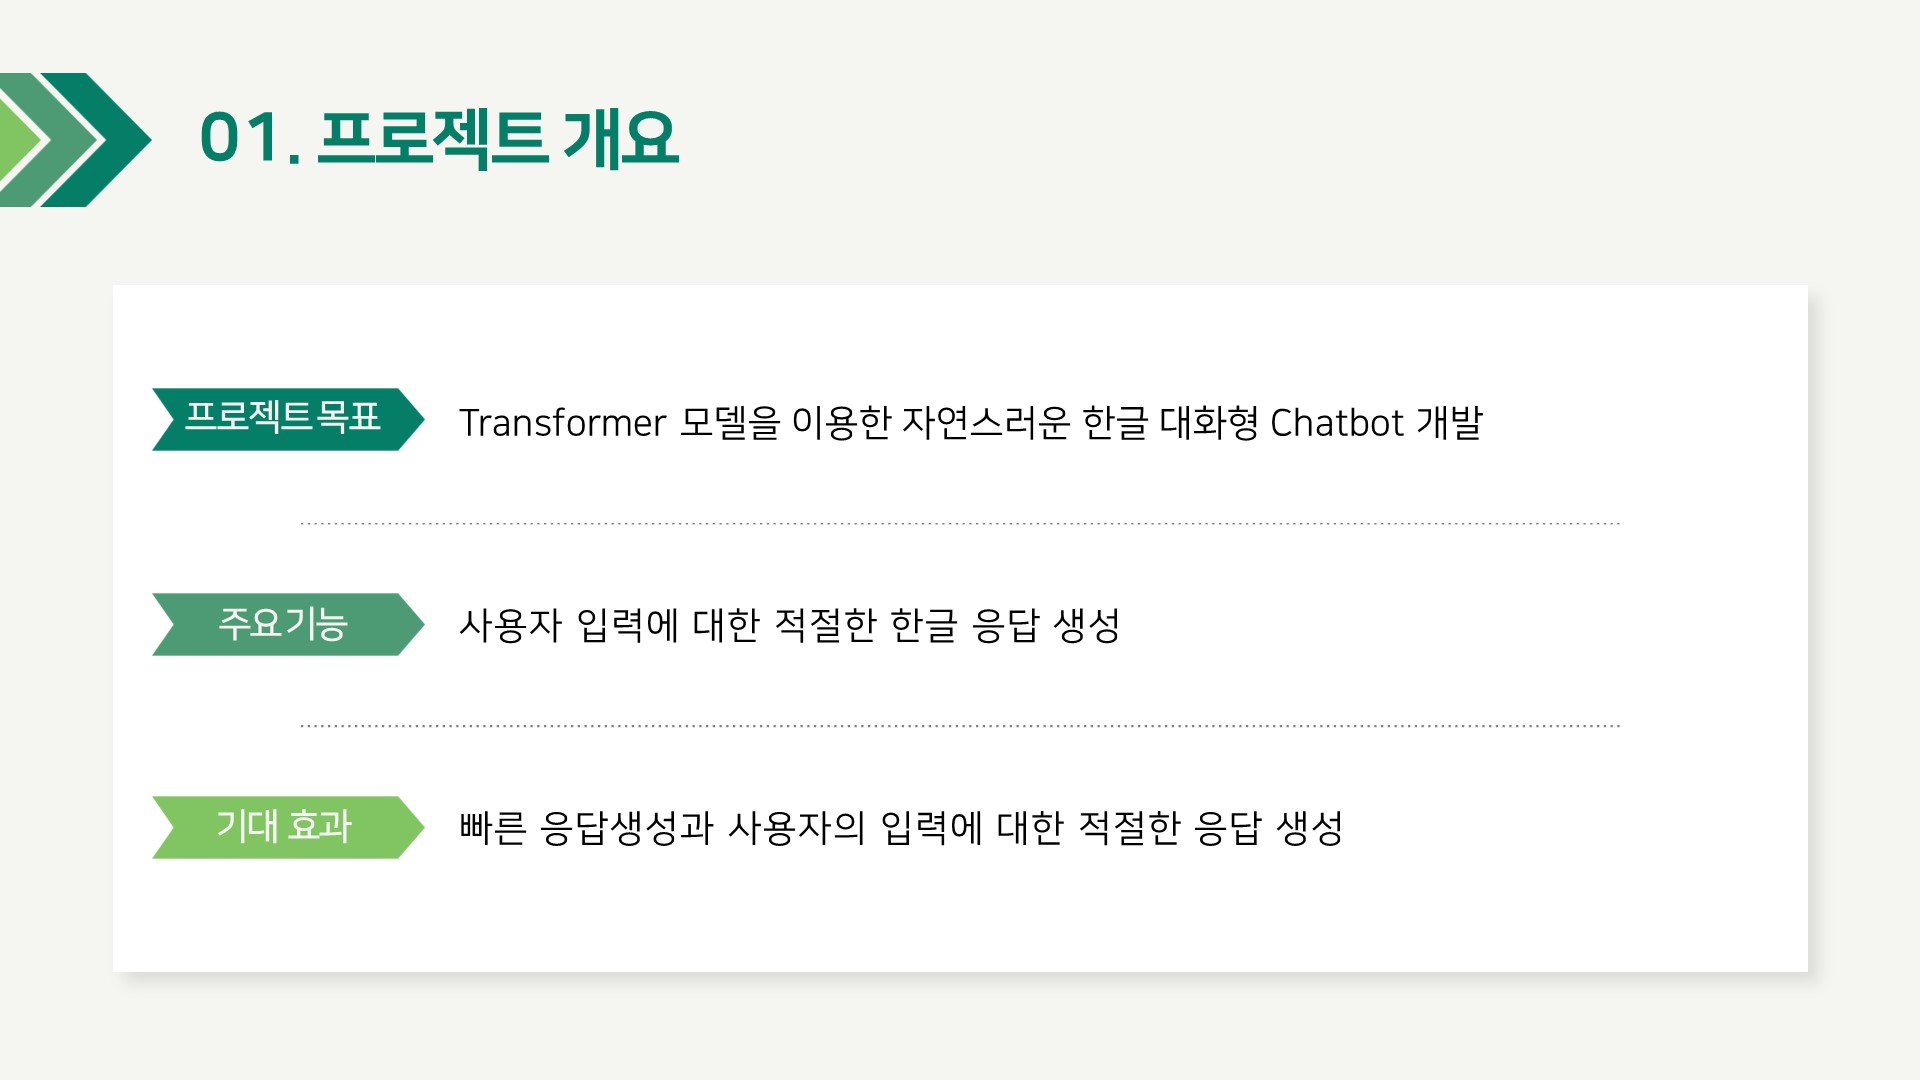 01. 프로젝트 개요
프로젝트 목표
Transformer 모델을 이용한 자연스러운 한글 대화형 Chatbot 개발
주요 기능
사용자 입력에 대한 적절한 한글 응답 생성
기대 효과
빠른 응답생성과 사용자의 입력에 대한 적절한 응답 생성